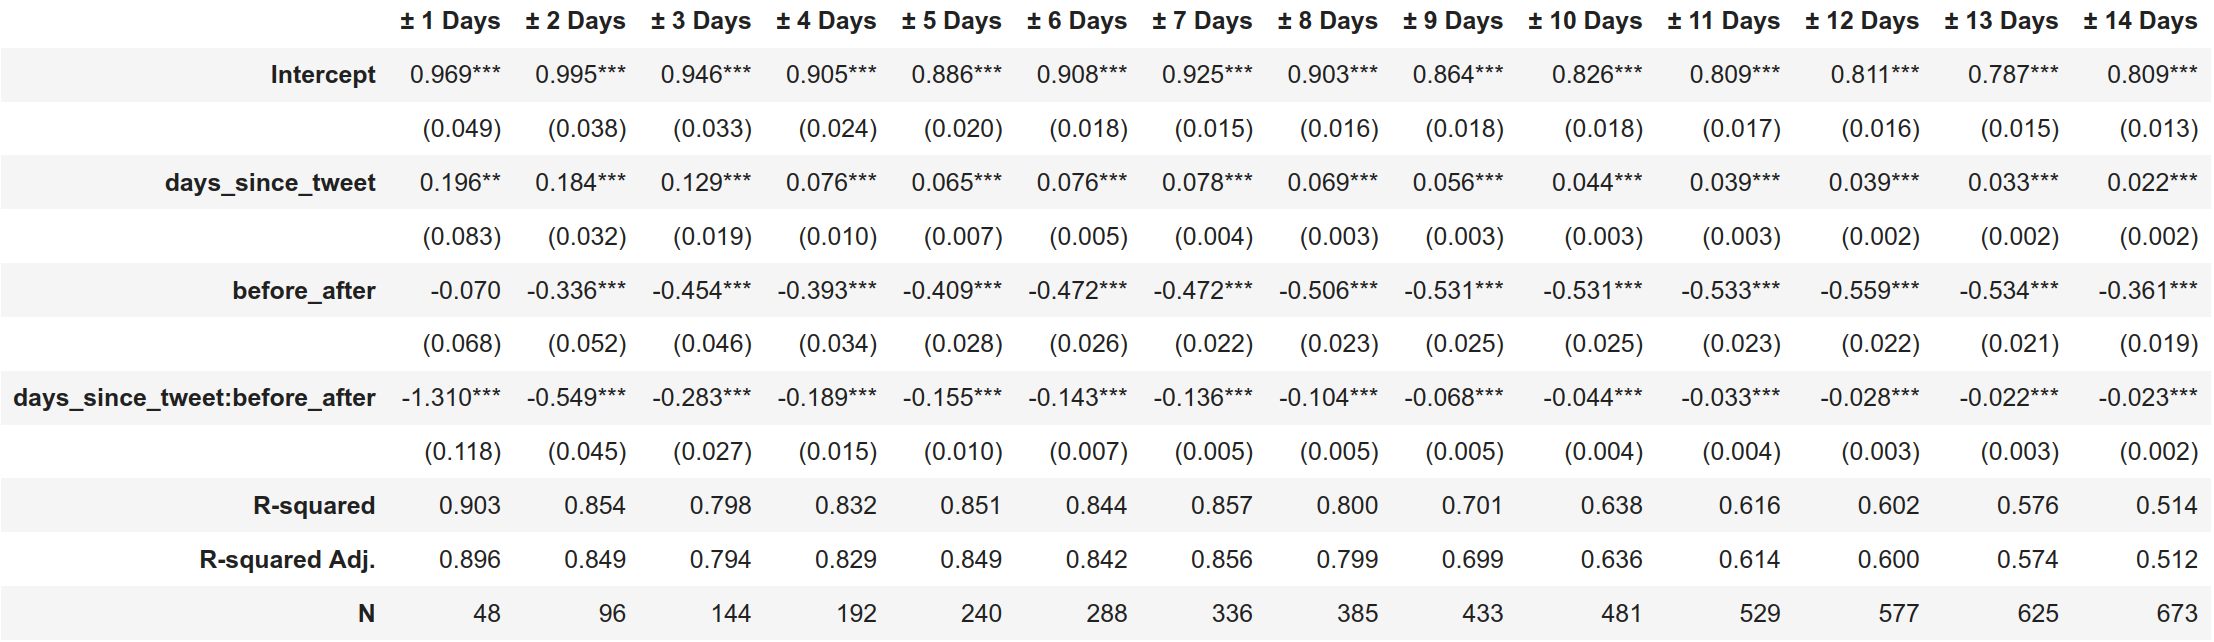 ± 1 Days ± 2 Days ± 3 Days ± 4 Days ± 5 Days ± 6 Days ± 7 Days ± 8 Days ± 9 Days ± 10 Days ± 11 Days ± 12 Days ± 13 Days ± 14 Days
Intercept 0.969*** 0.995*** 0.946*** 0.905*** 0.886*** 0.908*** 0.925*** 0.903*** 0.864*** 0.826*** 0.809*** 0.811*** 0.787*** 0.809***
(0.049) (0.038) (0.033) (0.024) (0.020) (0.018) (0.015) (0.016) (0.018) (0.018) (0.017) (0.016) (0.015) (0.013)
days_since_tweet 0.196** 0.184*** 0.129*** 0.076*** 0.065*** 0.076*** 0.078*** 0.069*** 0.056*** 0.044*** 0.039*** 0.039*** 0.033*** 0.022***
(0.083) (0.032) (0.019) (0.010) (0.007) (0.005) (0.004) (0.003) (0.003) (0.003) (0.003) (0.002) (0.002) (0.002)
before_after -0.070 -0.336*** -0.454*** -0.393*** -0.409*** -0.472*** -0.472*** -0.506*** -0.531*** -0.531*** -0.533*** -0.559*** -0.534*** -0.361***
(0.068) (0.052) (0.046) (0.034) (0.028) (0.026) (0.022) (0.023) (0.025) (0.025) (0.023) (0.022) (0.021) (0.019)
days_since_tweet:before_after -1.310*** -0.549*** -0.283*** -0.189*** -0.155*** -0.143*** -0.136*** -0.104*** -0.068*** -0.044*** -0.033*** -0.028*** -0.022*** -0.023***
(0.118) (0.045) (0.027) (0.015) (0.010) (0.007) (0.005) (0.005) (0.005) (0.004) (0.004) (0.003) (0.003) (0.002)
R-squared 0.903 0.854 0.798 0.832 0.851 0.844 0.857 0.800 0.701 0.638 0.616 0.602 0.576 0.514
R-squared Adj. 0.896 0.849 0.794 0.829 0.849 0.842 0.856 0.799 0.699 0.636 0.614 0.600 0.574 0.512
N 48 96 144 192 240 288 336 385 433 481 529 577 625 673